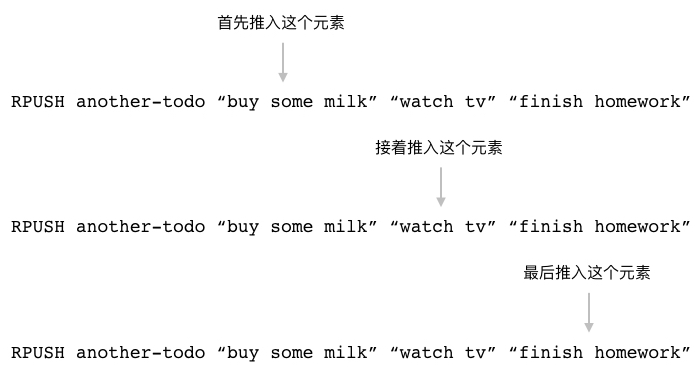 首先推入这个元素
RPUSH another-todo “buy some milk” “watch tv” “finish homework”
接着推入这个元素
RPUSH another-todo “buy some milk” “watch tv” “finish homework”
最后推入这个元素
RPUSH another-todo “buy some milk” “watch tv” “finish homework”